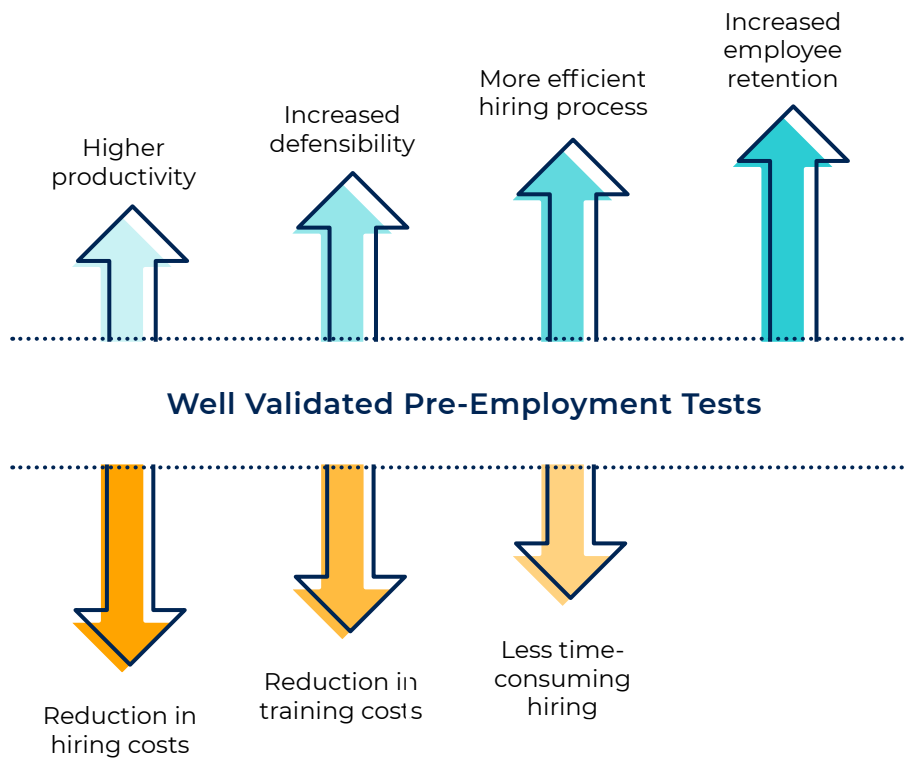 Higher
productivity
Increased
defensibility
More efficient
hiring process
Increased
employee
retention
Well Validated Pre-Employment Tests
Reduction in
hiring costs
Reduction in
training costs
Less time-
consuming
hiring